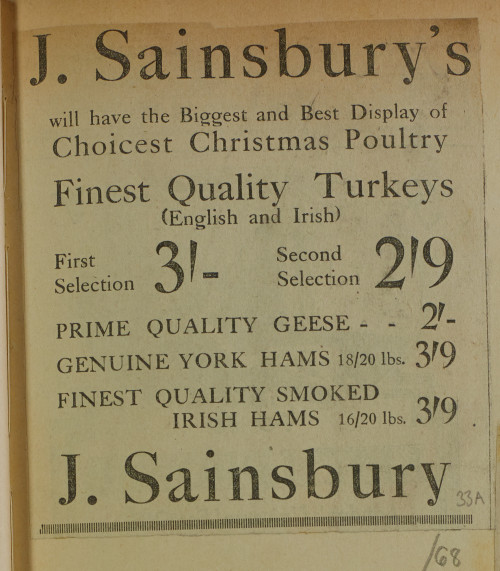 J. Sainsbury's
will have the Biggest and Best Display of
Choicest Christmas Poultry
Finest Quality Turkeys
(English and Irish)
First Selection 3/- Second Selection 2/9
PRIME QUALITY GEESE - - 2/-
GENUINE YORK HAMS 18/20 lbs. 3/9
FINEST QUALITY SMOKED
IRISH HAMS 16/20 lbs. 3/9
J. Sainsbury
33A
/68